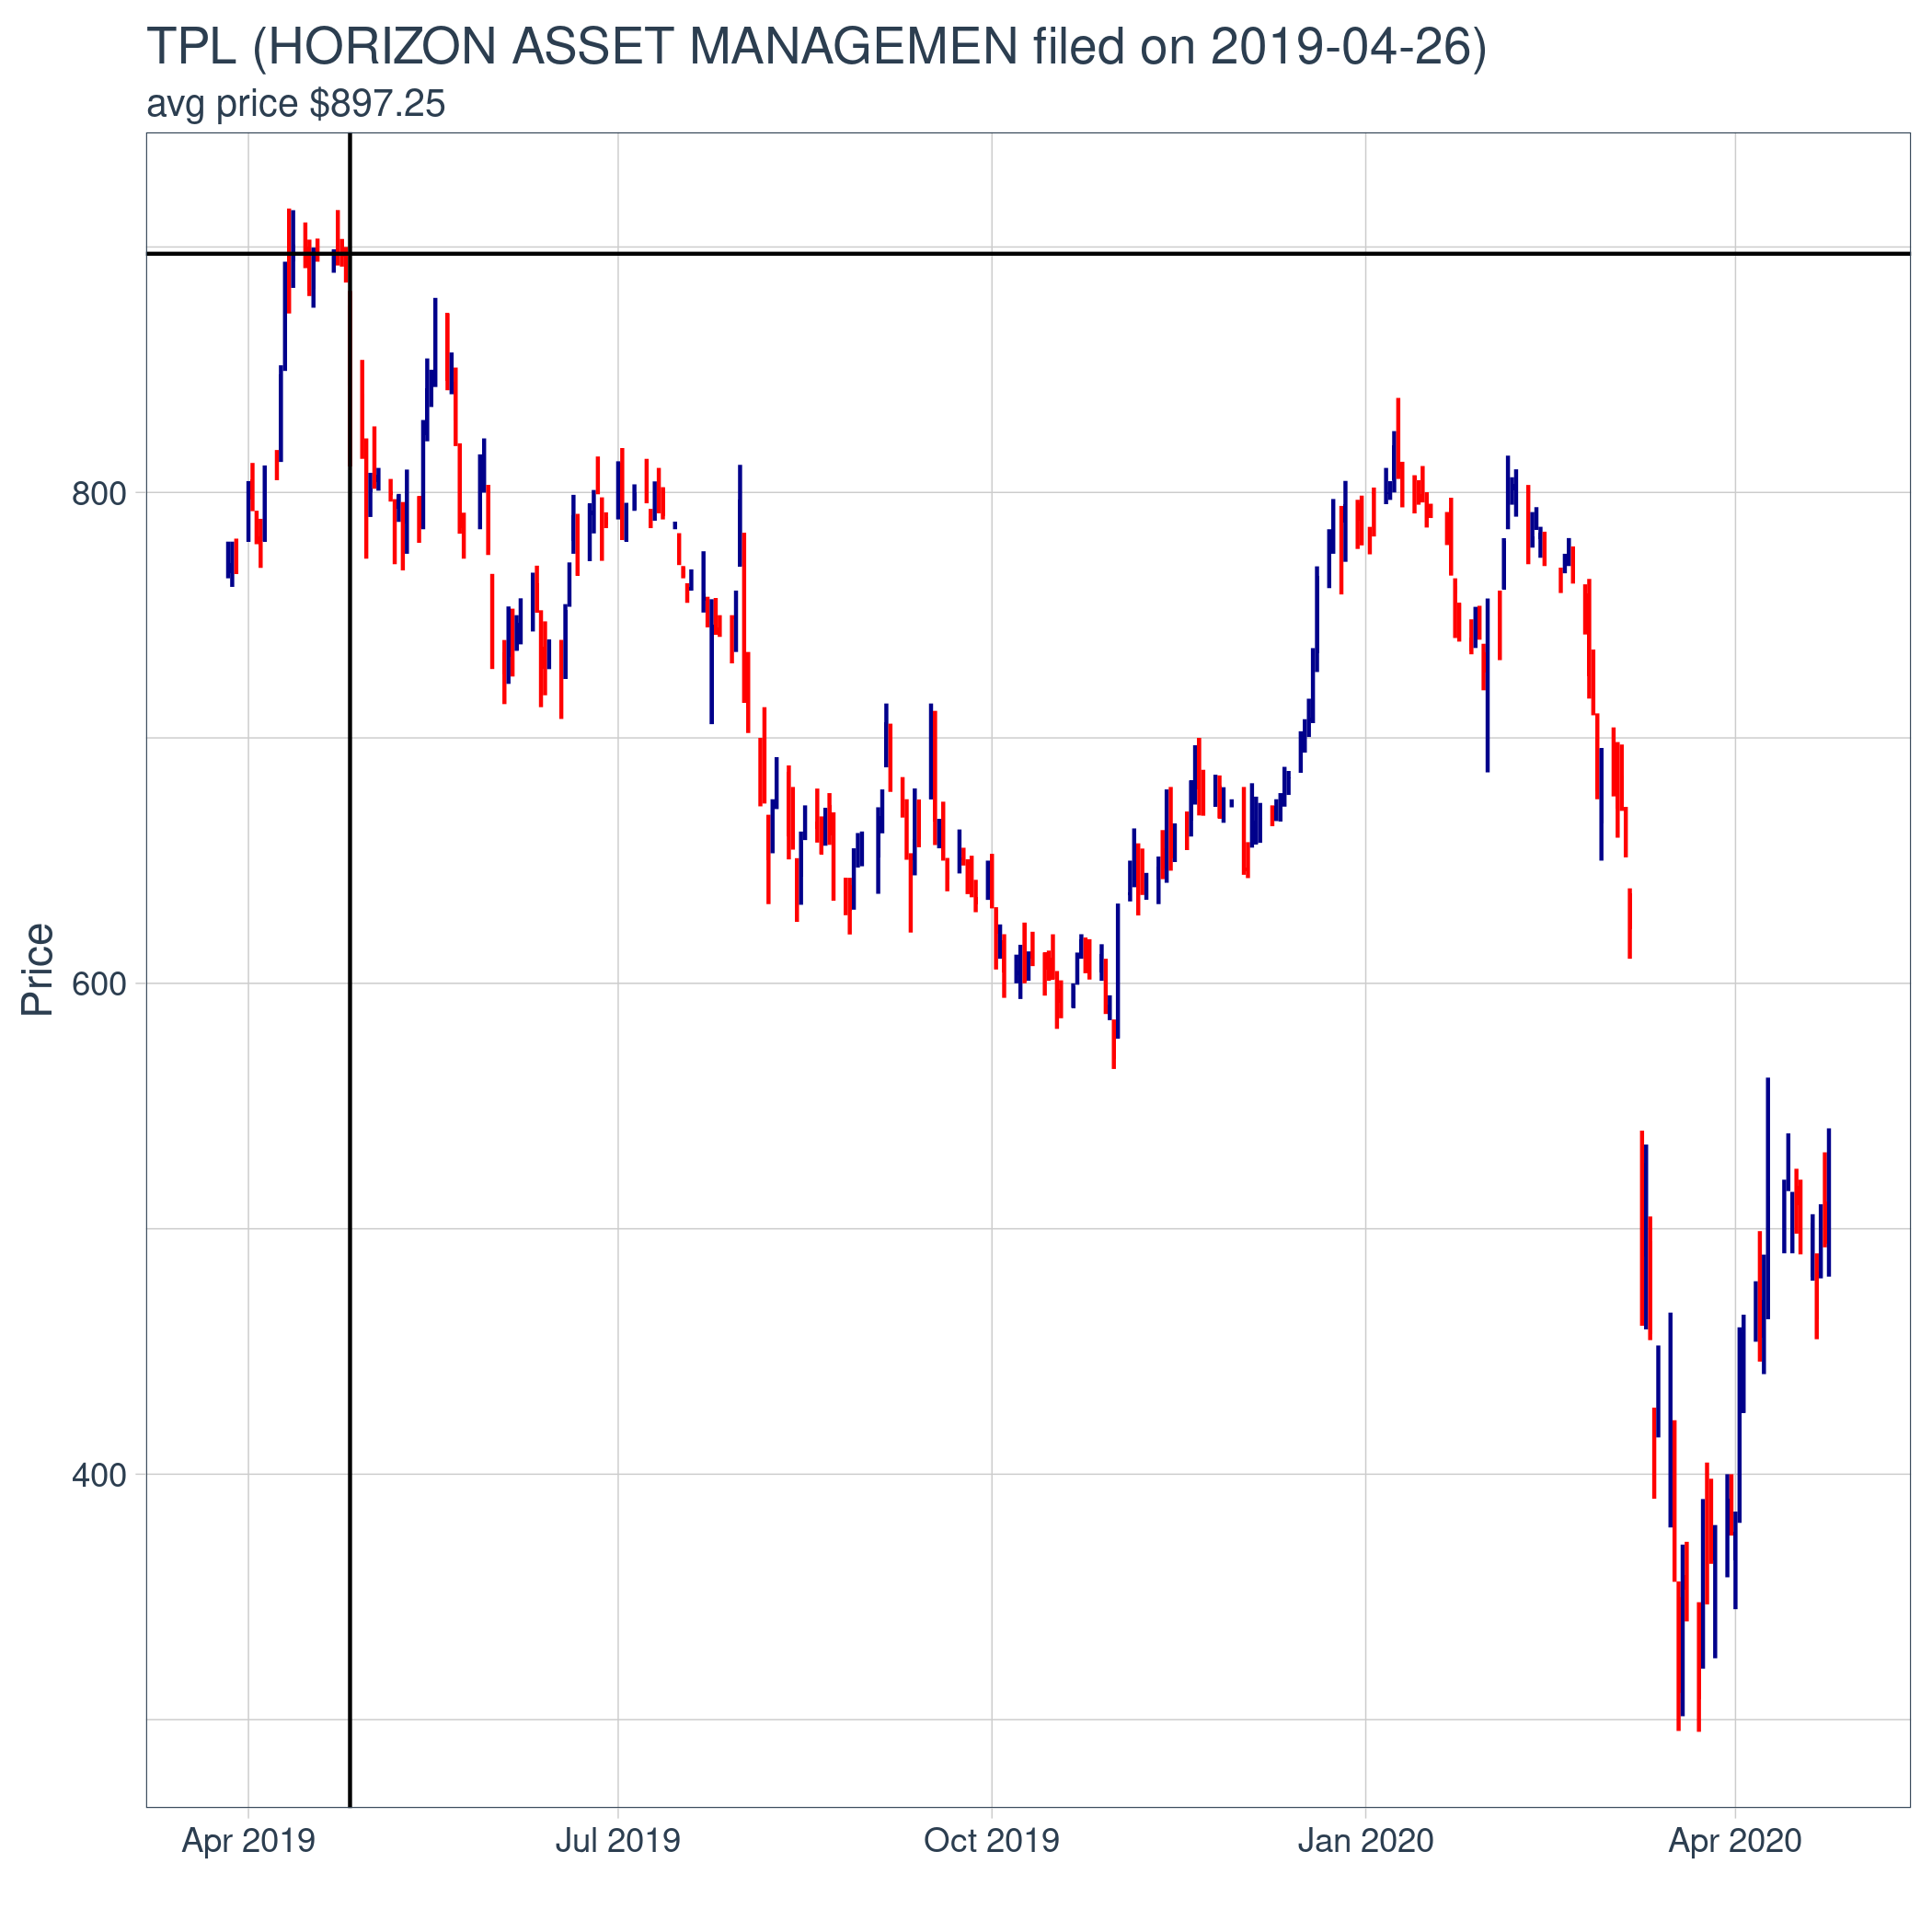 TPL (HORIZON ASSET MANAGEMEN filed on 2019-04-26)
avg price $897.25
800
600
400
Price
Apr 2019
Jul 2019
Oct 2019
Jan 2020
Apr 2020